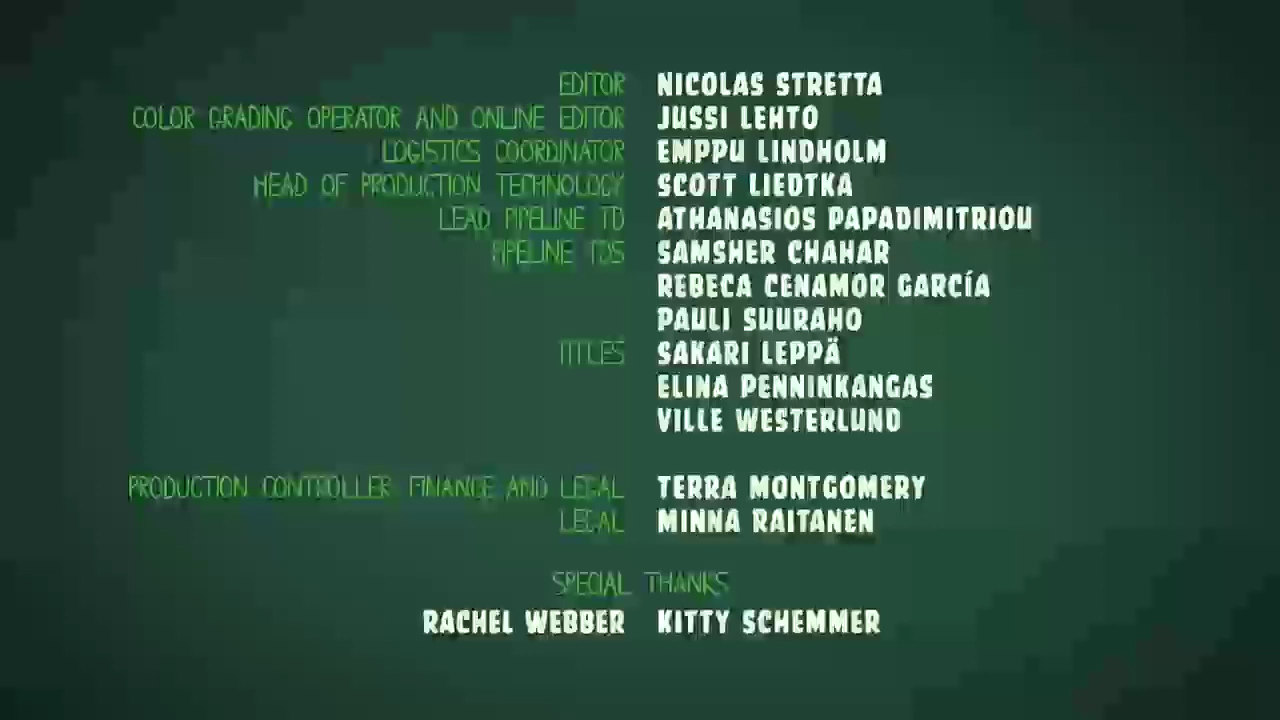 EDITOR NICOLAS STRETTA
COLOR GRADING OPERATOR AND ONLINE EDITOR JUSSI LEHTO
LOGISTICS COORDINATOR EMPPU LINDHOLM
HEAD OF PRODUCTION TECHNOLOGY SCOTT LIEDTKA
LEAD PIPELINE TD ATHANASIOS PAPADIMITRIOU
PIPELINE TDS SAMSHER CHAHAR
REBECA CENAMOR GARCÍA
PAULI SUURAHO
TITLES SAKARI LEPPÄ
ELINA PENNINKANGAS
VILLE WESTERLUND
PRODUCTION CONTROLLER FINANCE AND LEGAL TERRA MONTGOMERY
LEGAL MINNA RAITANEN
SPECIAL THANKS
RACHEL WEBBER KITTY SCHEMMER